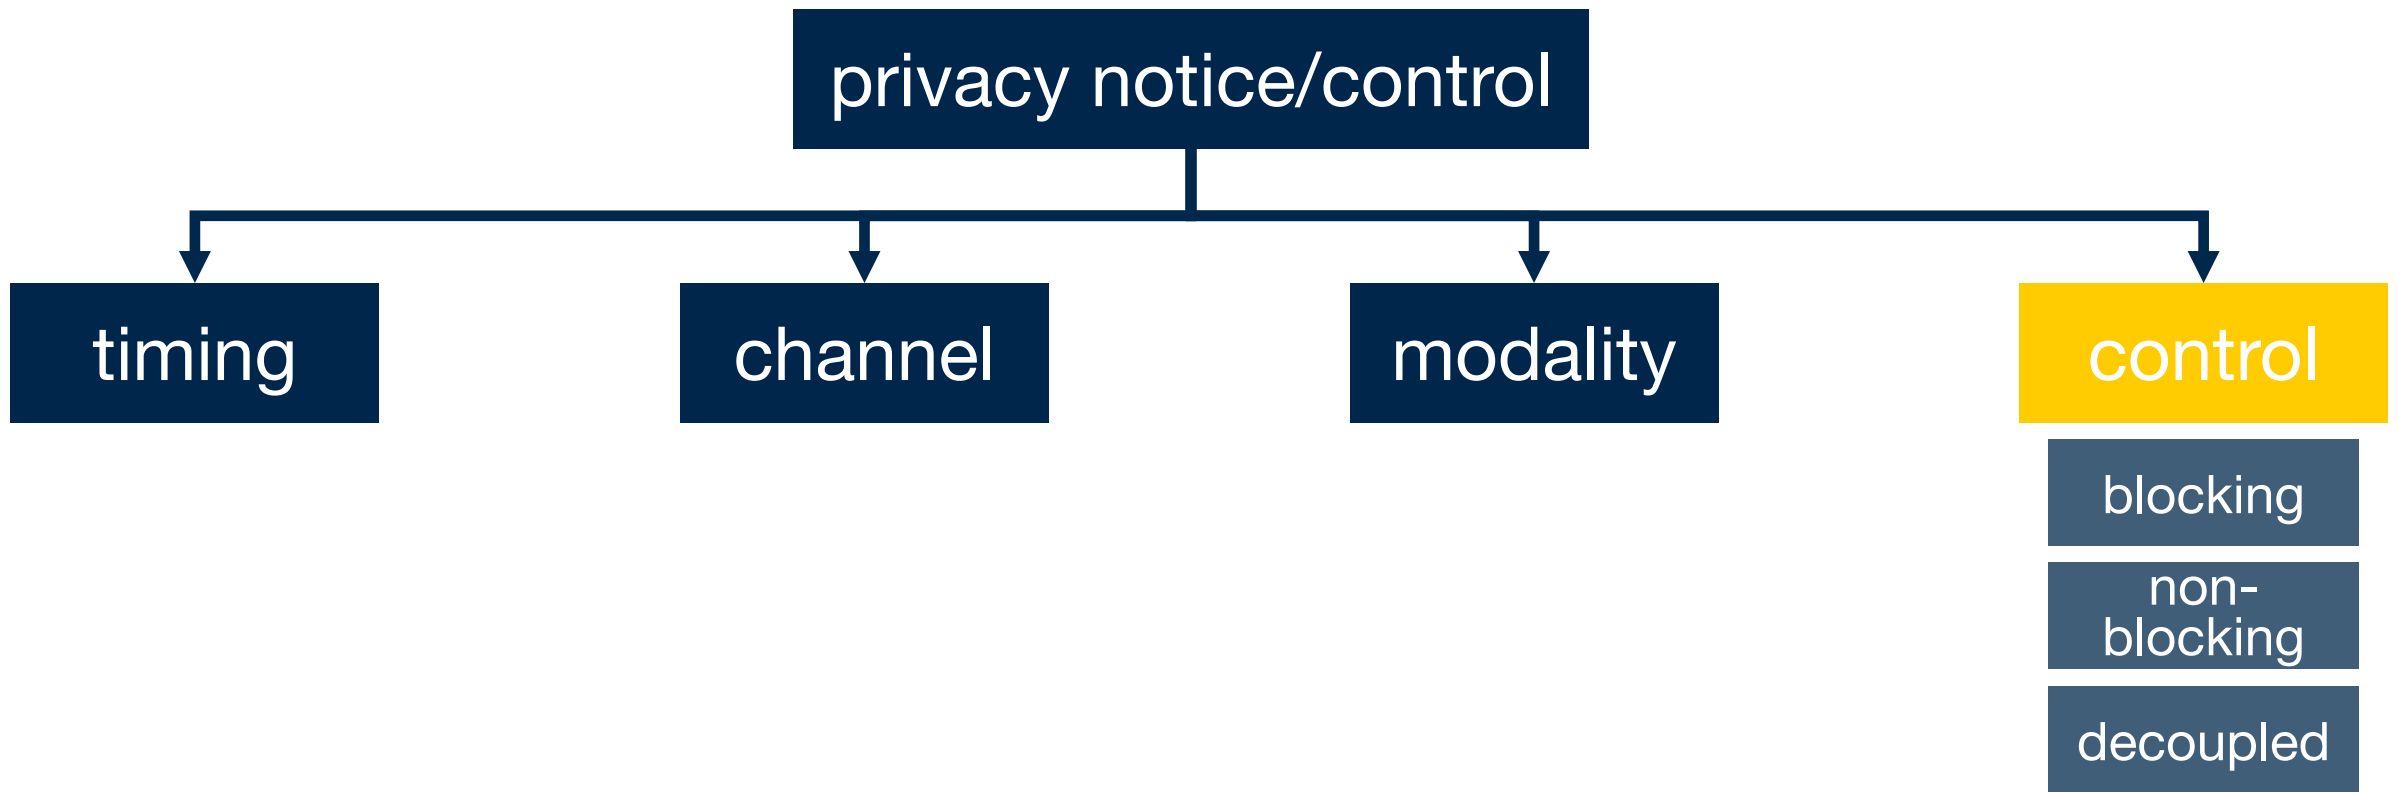 privacy notice/control
timing
channel
modality
control
blocking
non-
blocking
decoupled